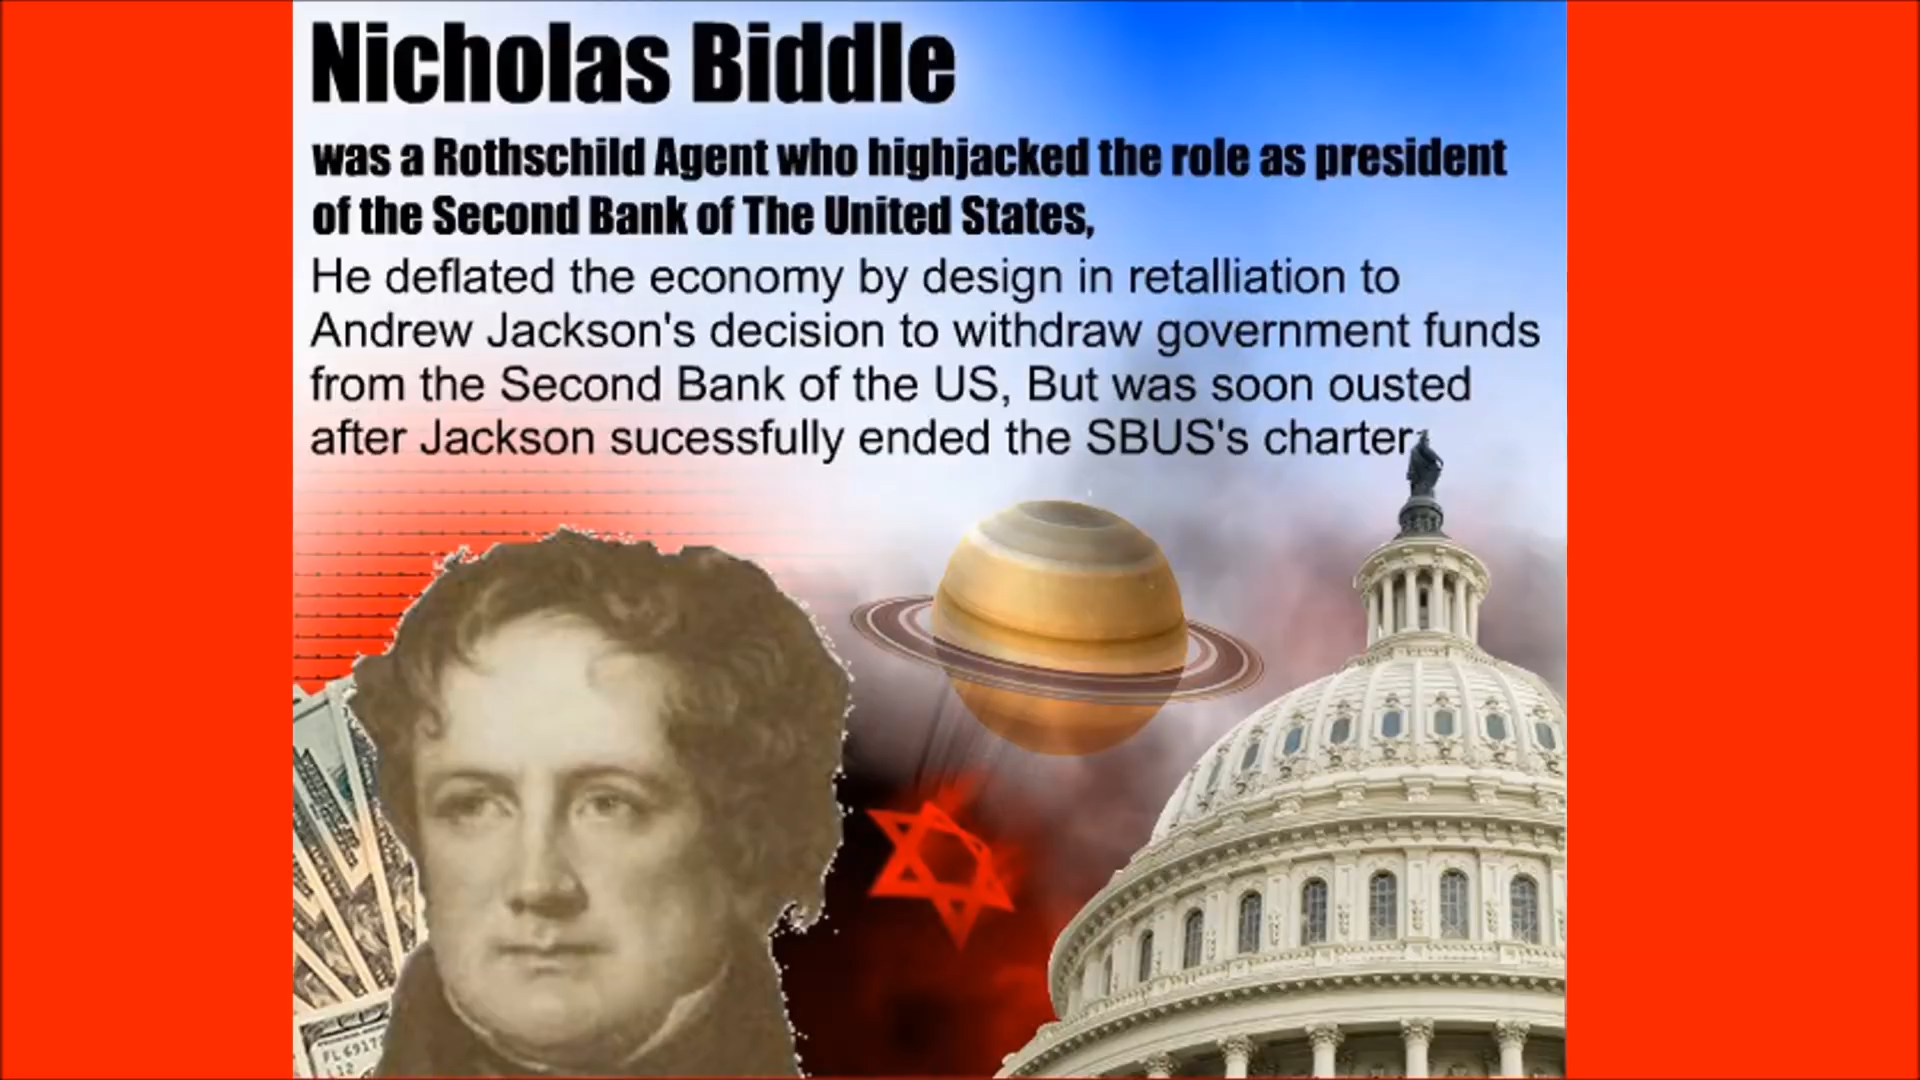 Nicholas Biddle
was a Rothschild Agent who highjacked the role as president
of the Second Bank of The United States,
He deflated the economy by design in retalliation to
Andrew Jackson's decision to withdraw government funds
from the Second Bank of the US, But was soon ousted
after Jackson sucessfully ended the SBUS's charter.